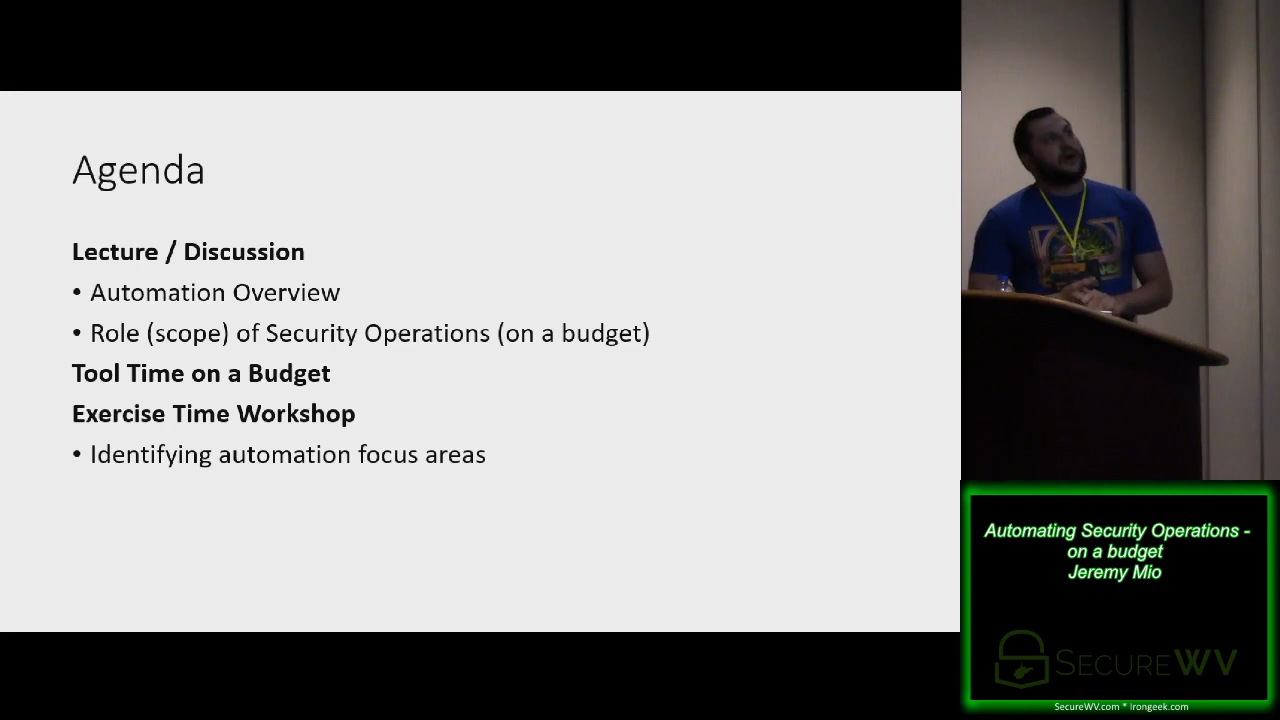 Agenda
Lecture / Discussion
• Automation Overview
• Role (scope) of Security Operations (on a budget)
Tool Time on a Budget
Exercise Time Workshop
• Identifying automation focus areas
Automating Security Operations -
on a budget
Jeremy Mio
SECUREWV
SecureWV.com * Irongeek.com